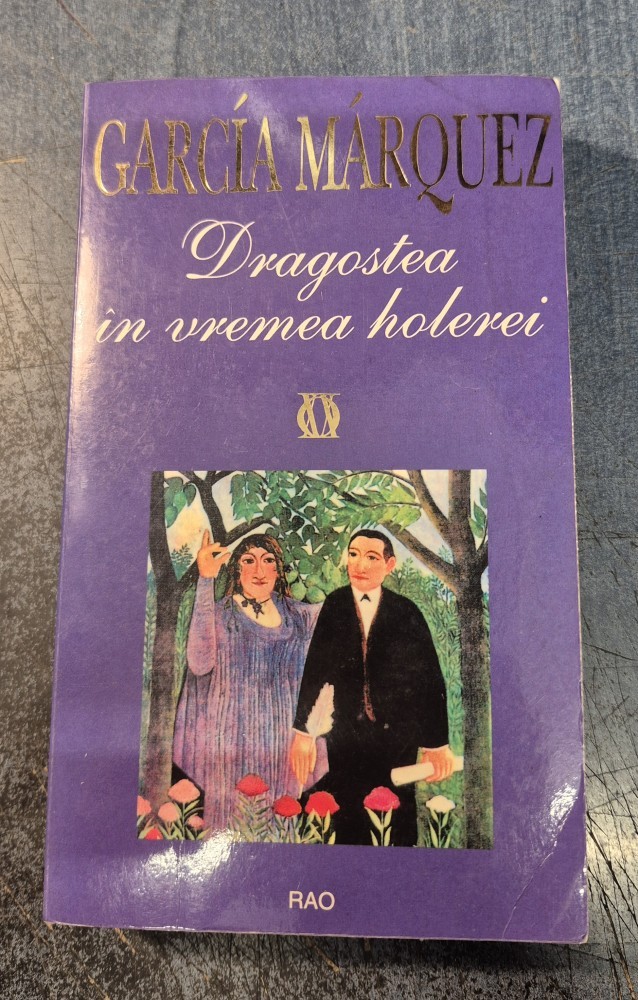 GARCÍA MÁRQUEZ
Dragostea
în vremea holerei
RAO